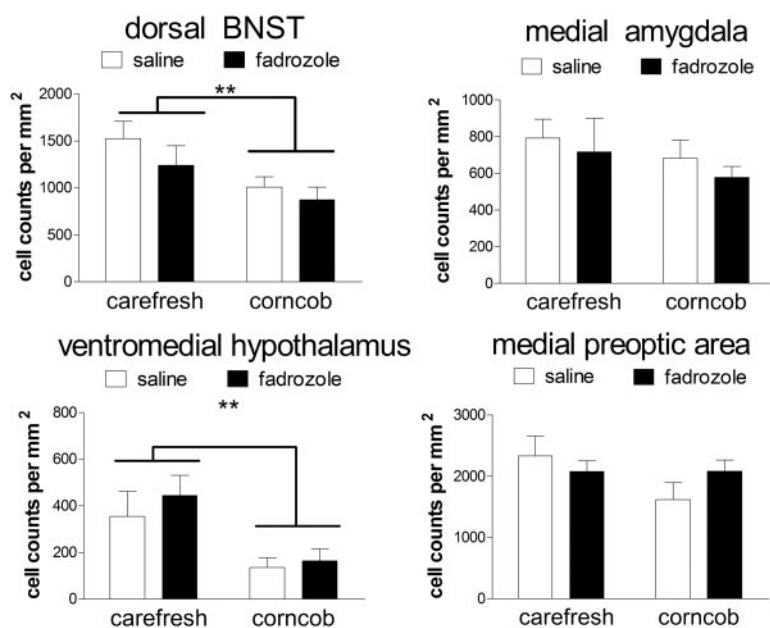 dorsal BNST
saline fadrozole
cell counts per mm²
2000
1500
1000
500
0
**
carefresh corncob
medial amygdala
saline fadrozole
cell counts per mm²
1000
800
600
400
200
0
carefresh corncob
ventromedial hypothalamus
saline fadrozole
cell counts per mm²
800
600
400
200
0
**
carefresh corncob
medial preoptic area
saline fadrozole
cell counts per mm²
3000
2000
1000
0
carefresh corncob